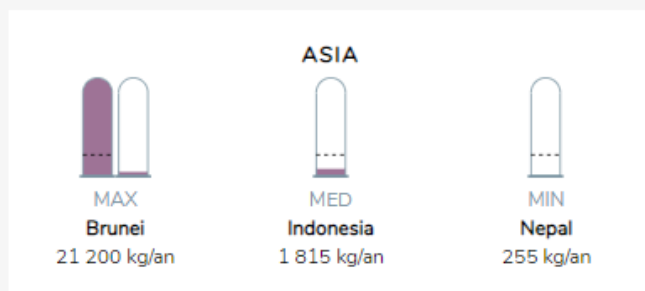 ASIA
MAX MED MIN
Brunei Indonesia Nepal
21 200 kg/an 1 815 kg/an 255 kg/an